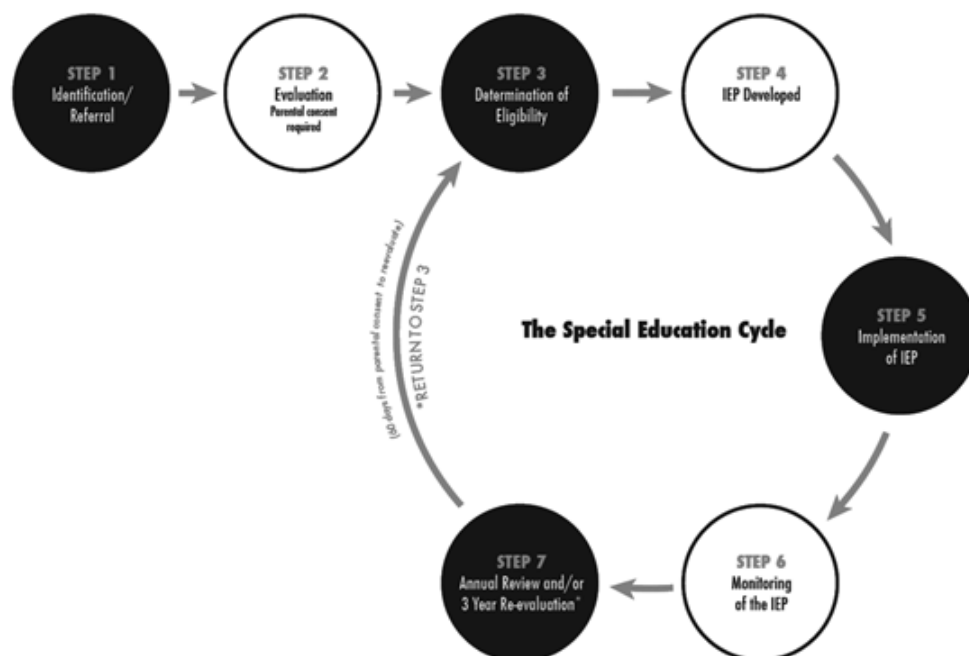 STEP 1
Identification/
Referral
STEP 2
Evaluation
Parental consent
required
STEP 3
Determination of
Eligibility
STEP 4
IEP Developed
STEP 5
Implementation
of IEP
STEP 6
Monitoring
of the IEP
STEP 7
Annual Review and/or
3 Year Re-evaluation*
*RETURN TO STEP 3
(60 days from parental consent to reevaluate)
The Special Education Cycle